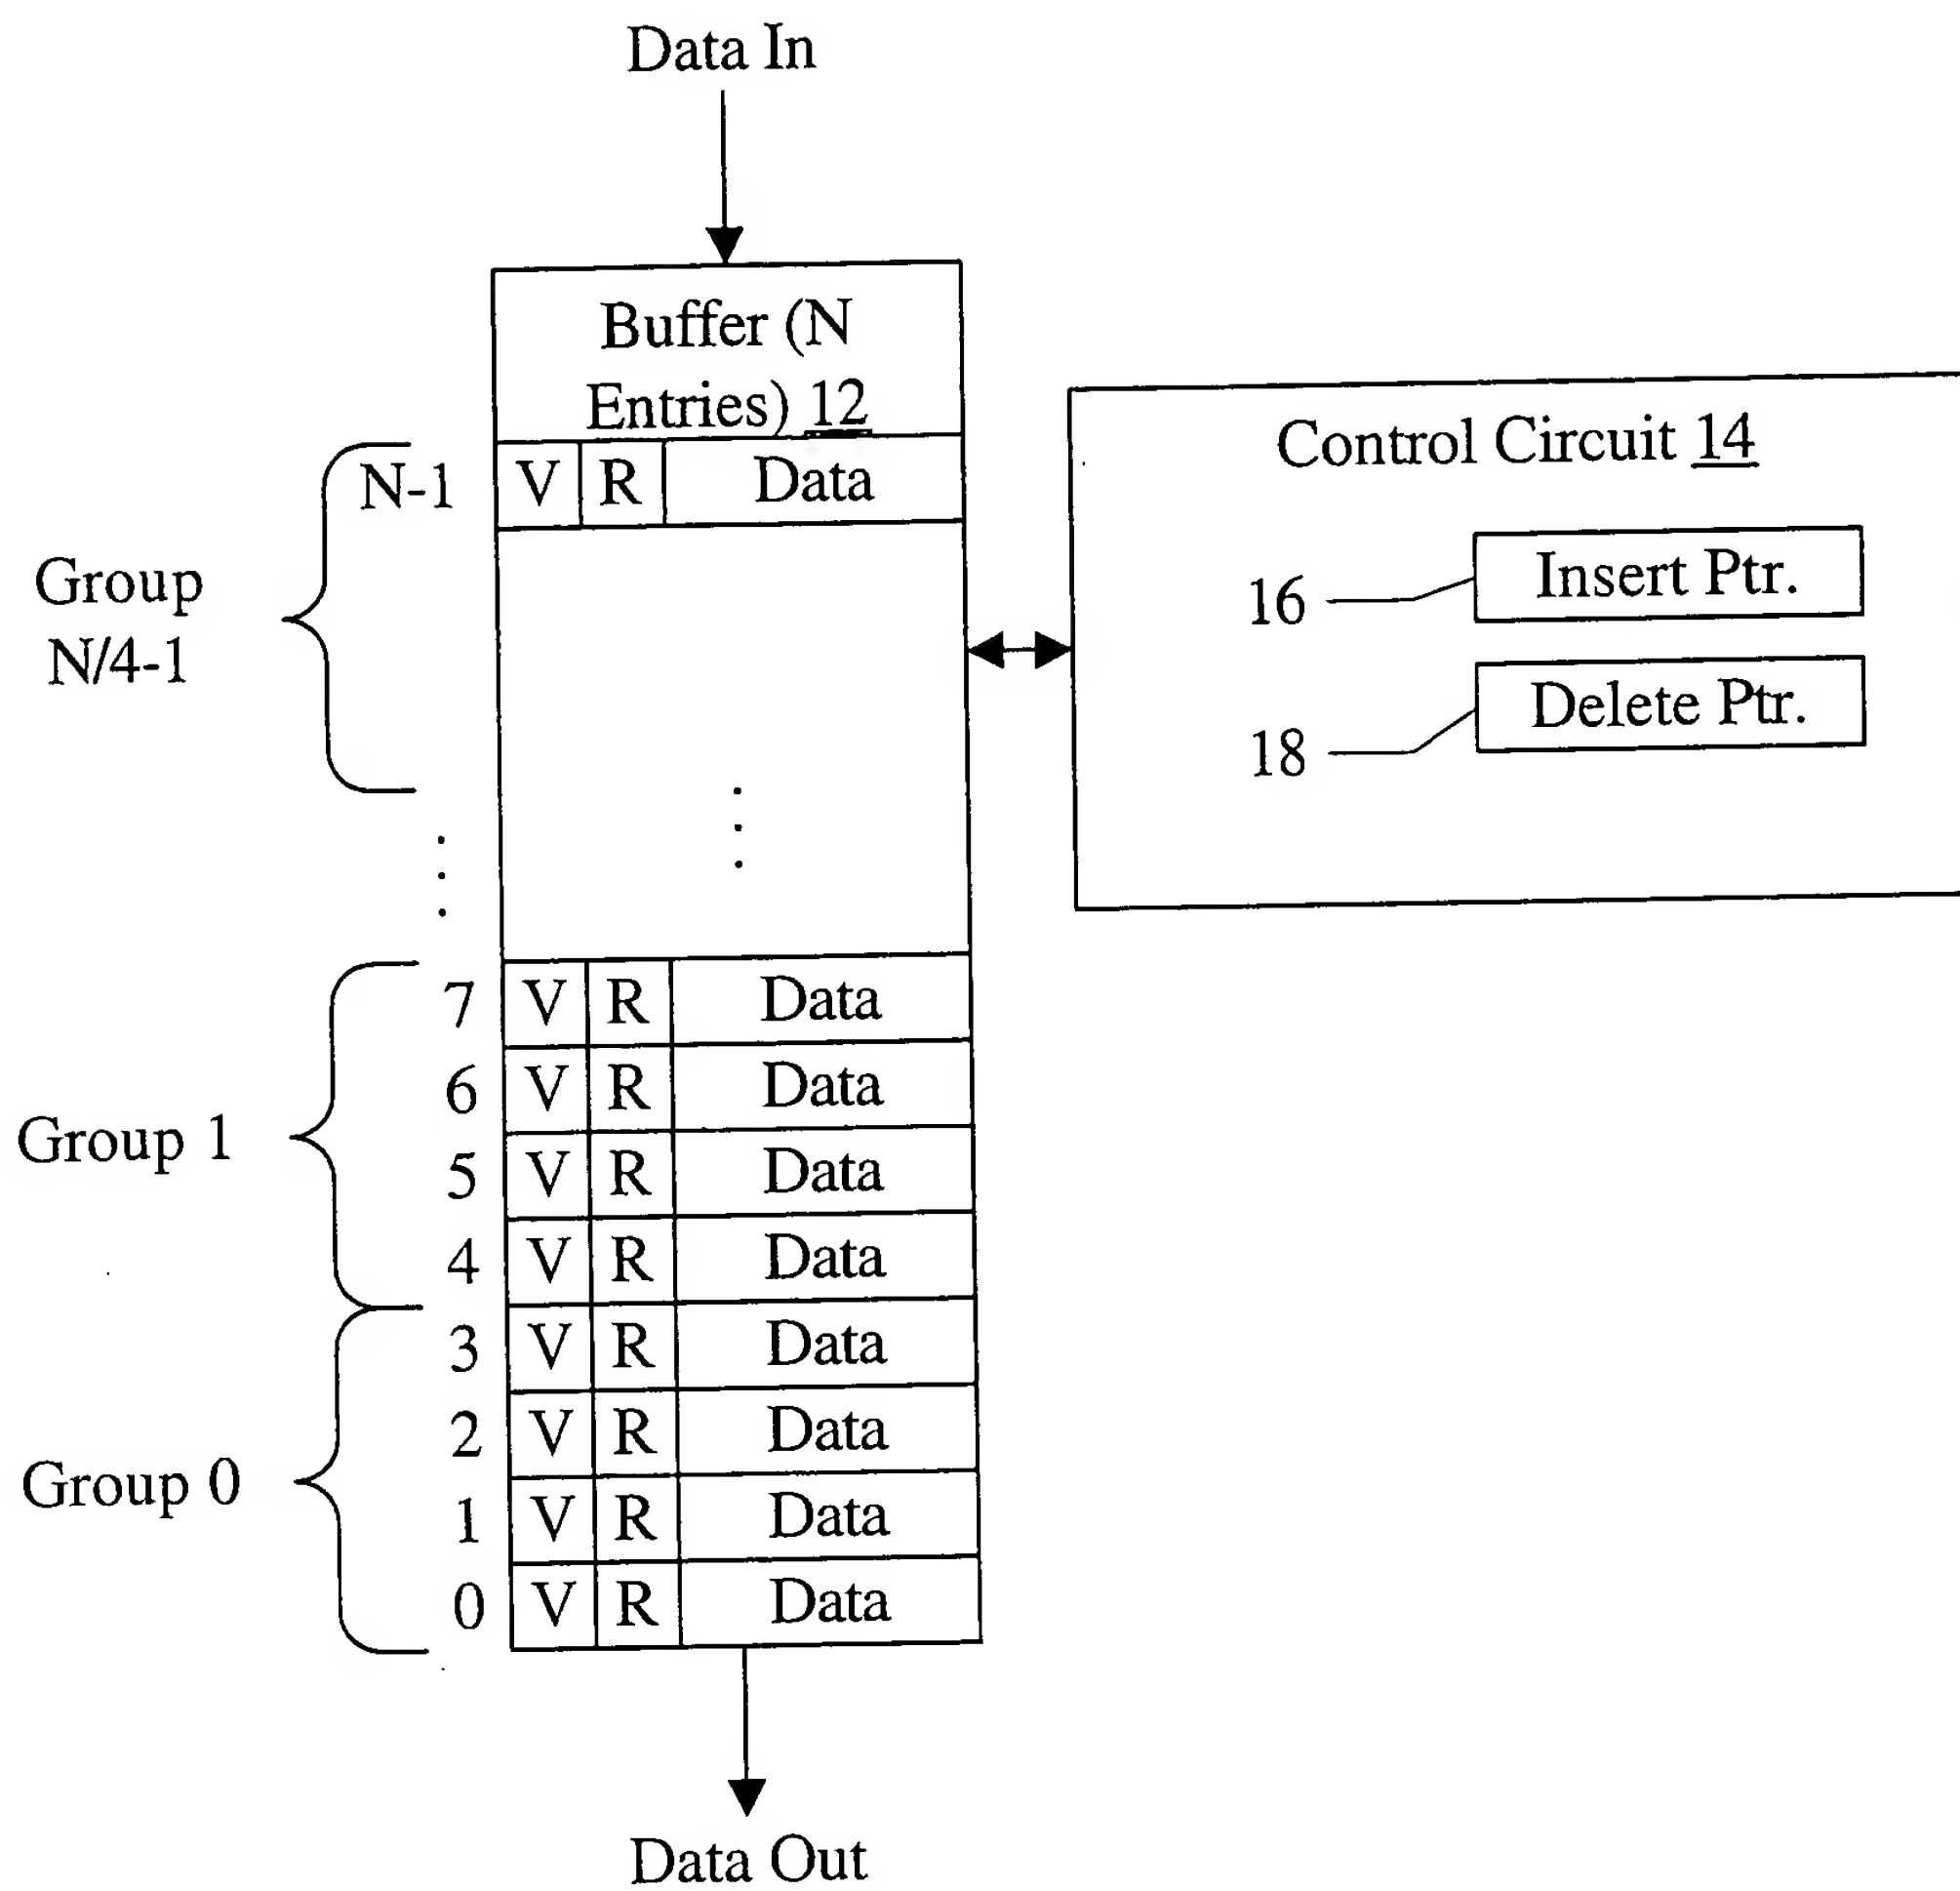 Data In
Buffer (N
Entries) 12
Control Circuit 14
N-1 V R Data
Group
N/4-1
16 Insert Ptr.
18 Delete Ptr.
7 V R Data
6 V R Data
Group 1
5 V R Data
4 V R Data
3 V R Data
2 V R Data
Group 0
1 V R Data
0 V R Data
Data Out